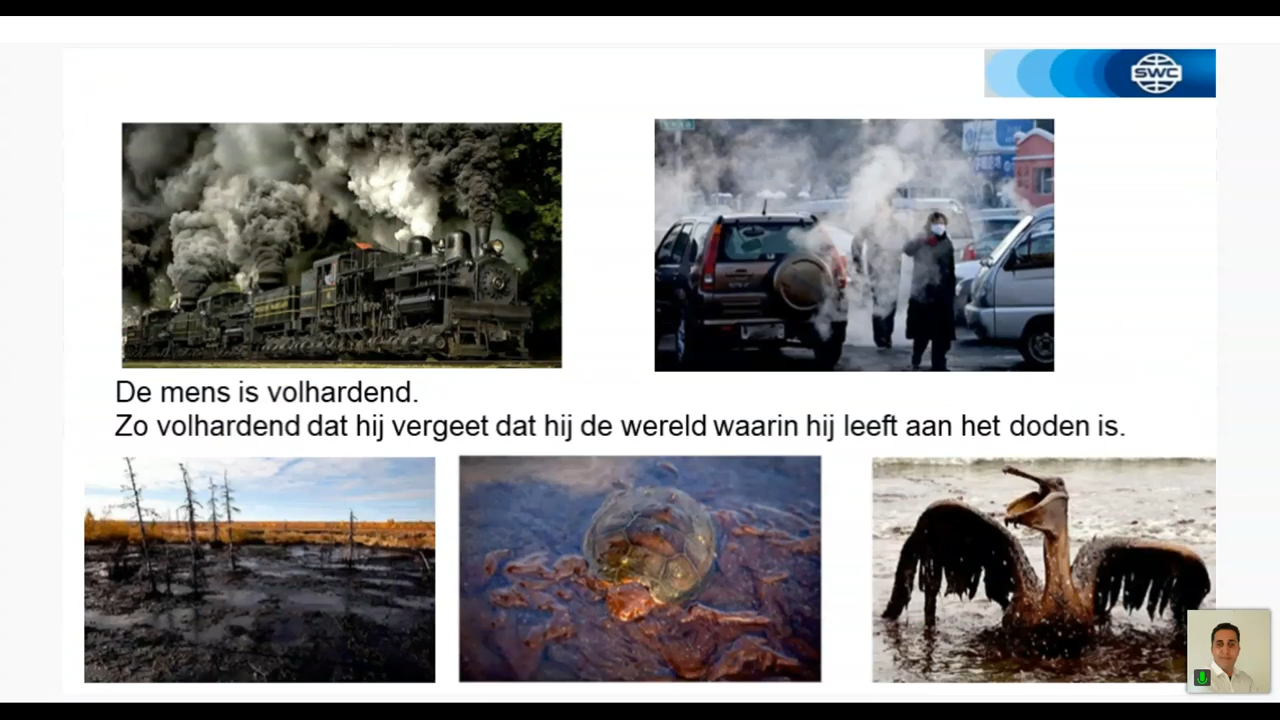 SWC
De mens is volhardend.
Zo volhardend dat hij vergeet dat hij de wereld waarin hij leeft aan het doden is.